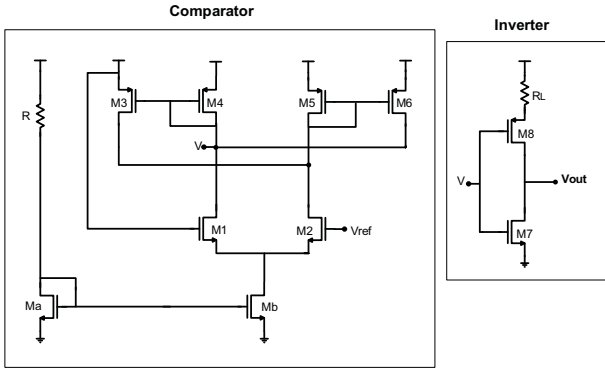 Comparator
Inverter
M3
M4
M5
M6
R
RL
M8
V
V
Vout
M1
M2
Vref
M7
Ma
Mb